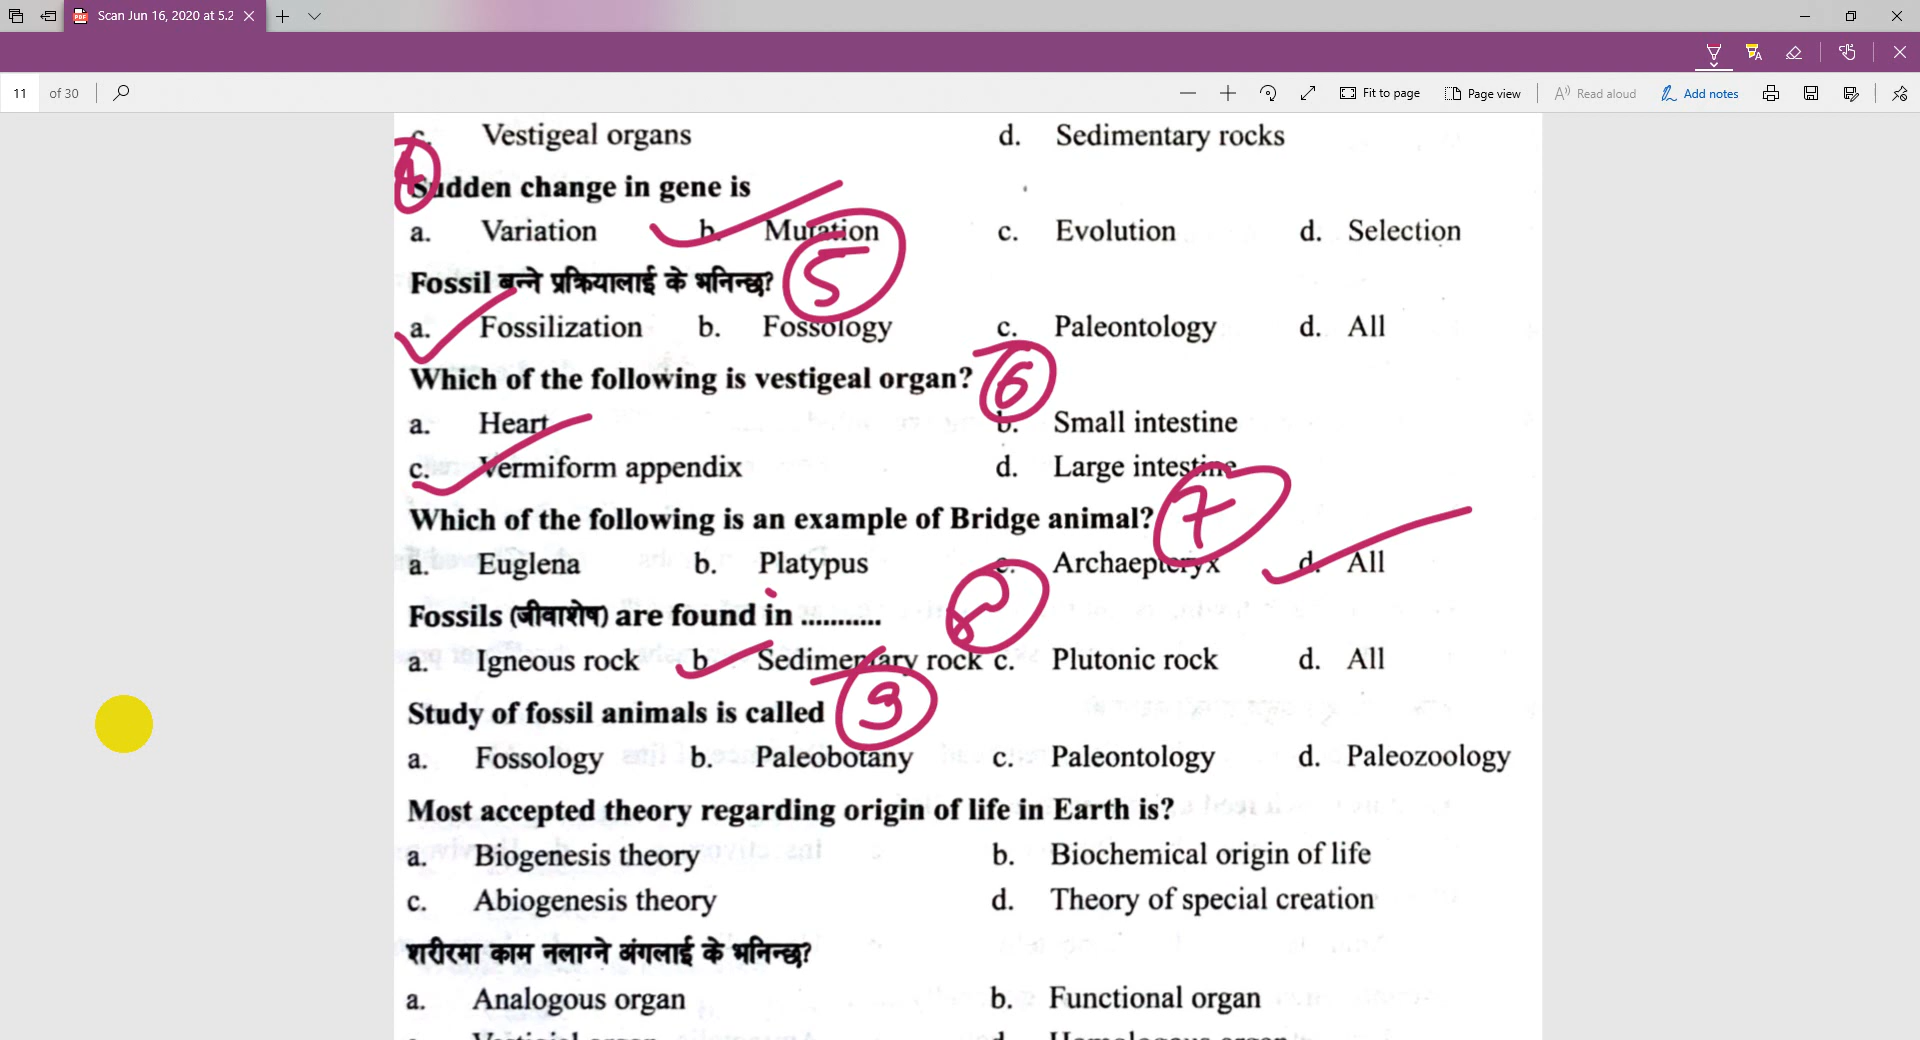 Scan Jun 16, 2020 at 5.2
11 of 30 Fit to page Page view Read aloud Add notes
c. Vestigeal organs d. Sedimentary rocks
4
Sudden change in gene is
a. Variation b. Mutation c. Evolution d. Selection
Fossil बन्ने प्रक्रियालाई के भनिन्छ? 5
a. Fossilization b. Fossology c. Paleontology d. All
Which of the following is vestigeal organ? 6
a. Heart b. Small intestine
c. Vermiform appendix d. Large intestine
Which of the following is an example of Bridge animal? 7
a. Euglena b. Platypus c. Archaepteryx d. All
Fossils (जीवाशेष) are found in ........... 8
a. Igneous rock b. Sedimentary rock c. Plutonic rock d. All
Study of fossil animals is called 9
a. Fossology b. Paleobotany c. Paleontology d. Paleozoology
Most accepted theory regarding origin of life in Earth is?
a. Biogenesis theory b. Biochemical origin of life
c. Abiogenesis theory d. Theory of special creation
शरीरमा काम नलाग्ने अंगलाई के भनिन्छ?
a. Analogous organ b. Functional organ